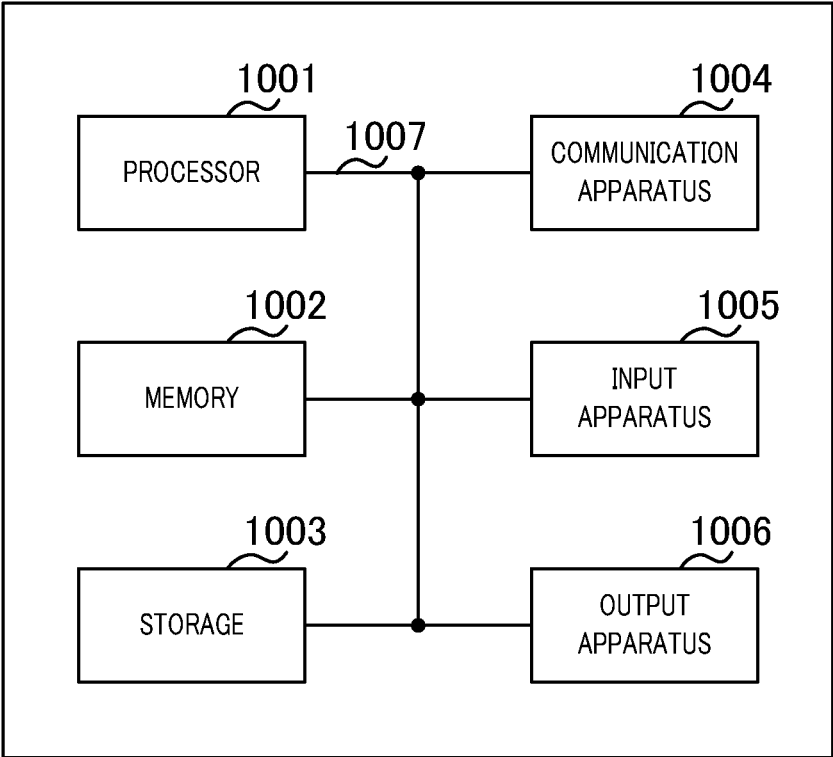 1001
PROCESSOR
1007
1004
COMMUNICATION
APPARATUS
1002
MEMORY
1005
INPUT
APPARATUS
1003
STORAGE
1006
OUTPUT
APPARATUS